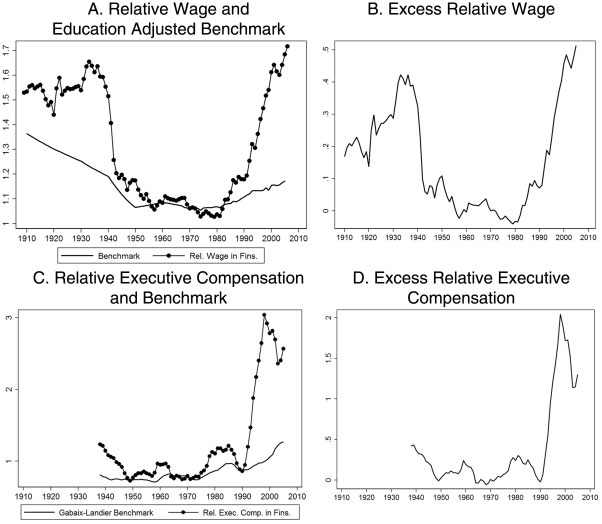 A. Relative Wage and
Education Adjusted Benchmark
1.7
1.6
1.5
1.4
1.3
1.2
1.1
1
1910 1920 1930 1940 1950 1960 1970 1980 1990 2000 2010
Benchmark Rel. Wage in Fins.
B. Excess Relative Wage
.5
.4
.3
.2
.1
0
1910 1920 1930 1940 1950 1960 1970 1980 1990 2000 2010
C. Relative Executive Compensation
and Benchmark
3
2
1
1910 1920 1930 1940 1950 1960 1970 1980 1990 2000 2010
Gabaix-Landier Benchmark Rel. Exec. Comp. in Fins.
D. Excess Relative Executive
Compensation
2
1.5
1
.5
0
1910 1920 1930 1940 1950 1960 1970 1980 1990 2000 2010